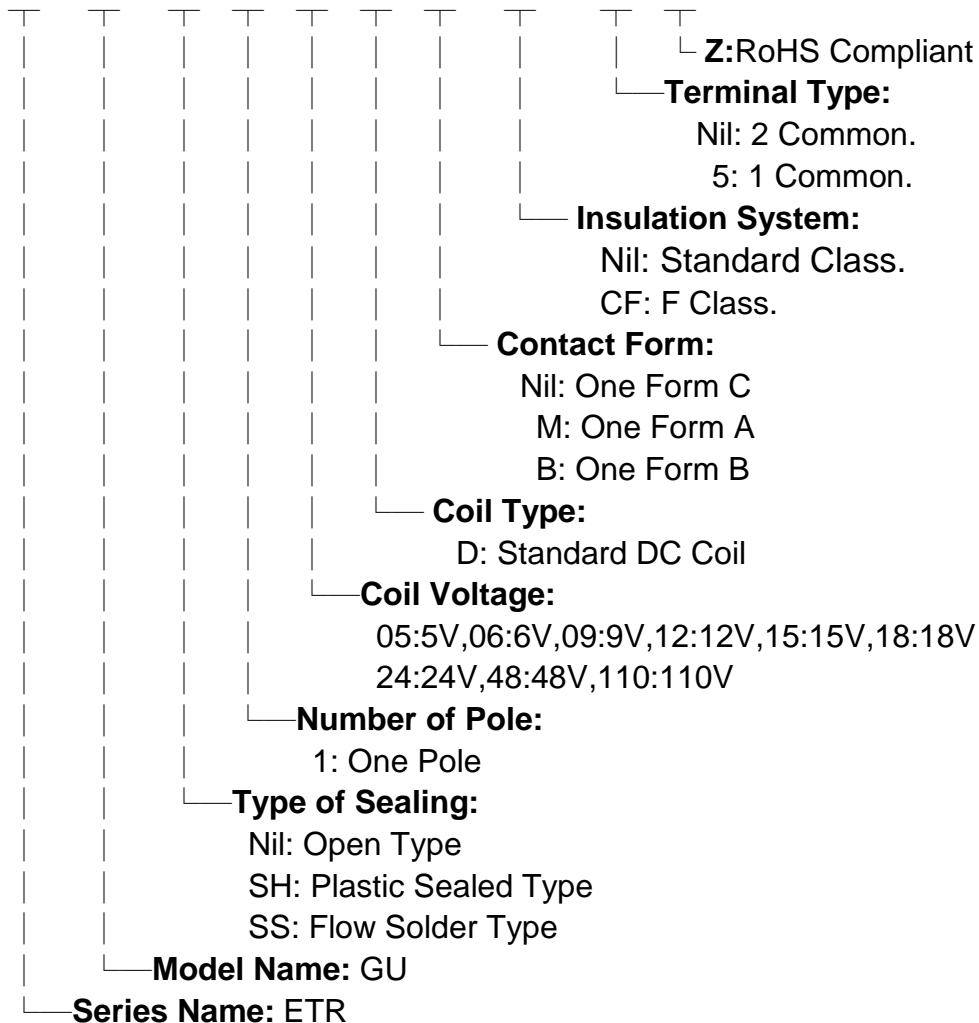 Z:RoHS Compliant
Terminal Type:
Nil: 2 Common.
5: 1 Common.
Insulation System:
Nil: Standard Class.
CF: F Class.
Contact Form:
Nil: One Form C
M: One Form A
B: One Form B
Coil Type:
D: Standard DC Coil
Coil Voltage:
05:5V,06:6V,09:9V,12:12V,15:15V,18:18V
24:24V,48:48V,110:110V
Number of Pole:
1: One Pole
Type of Sealing:
Nil: Open Type
SH: Plastic Sealed Type
SS: Flow Solder Type
Model Name: GU
Series Name: ETR